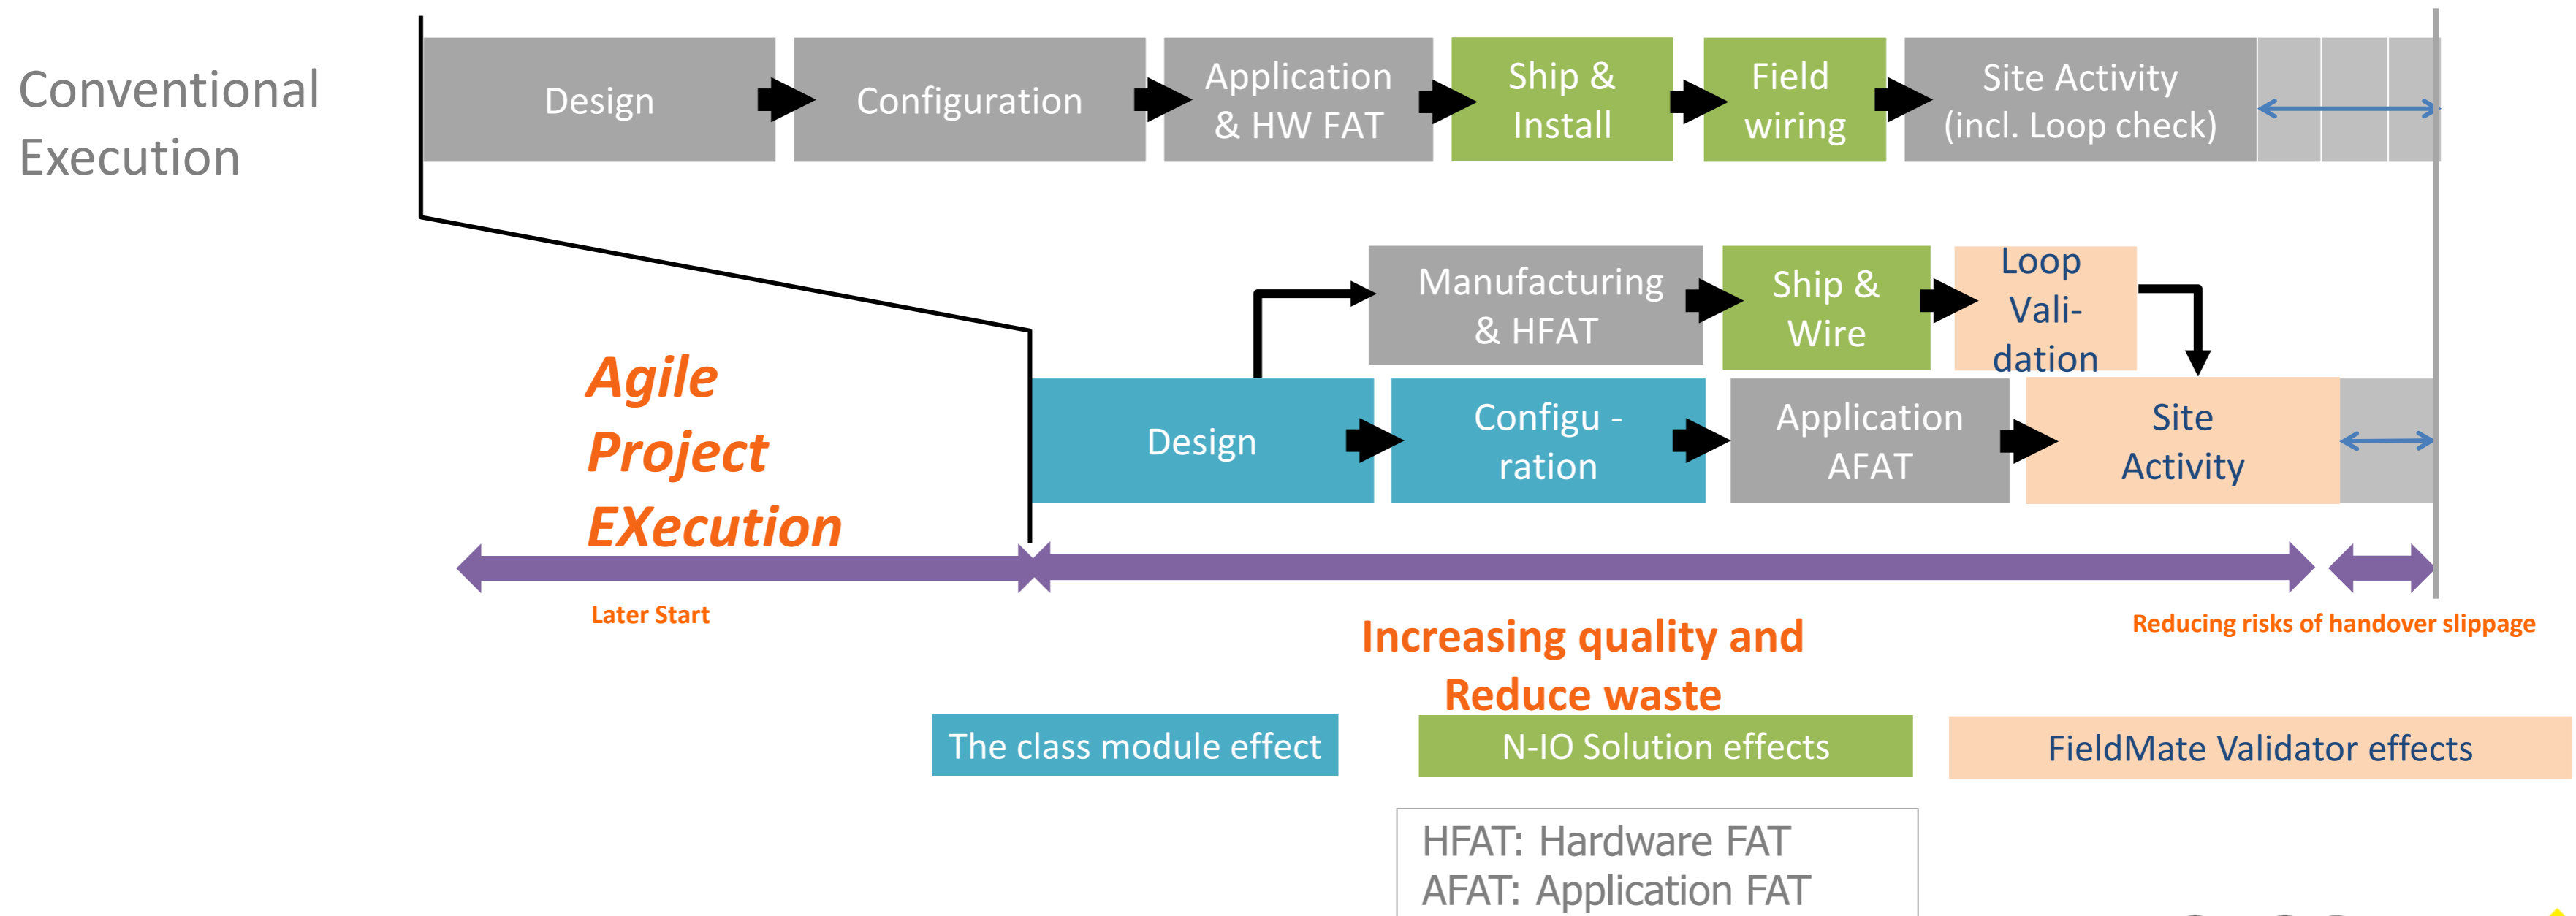 Conventional
Execution
Design
Configuration
Application
& HW FAT
Ship &
Install
Field
wiring
Site Activity
(incl. Loop check)
Manufacturing
& HFAT
Ship &
Wire
Loop
Vali-
dation
Agile
Project
EXecution
Design
Configu -
ration
Application
AFAT
Site
Activity
Later Start
Increasing quality and
Reduce waste
Reducing risks of handover slippage
The class module effect
N-IO Solution effects
FieldMate Validator effects
HFAT: Hardware FAT
AFAT: Application FAT